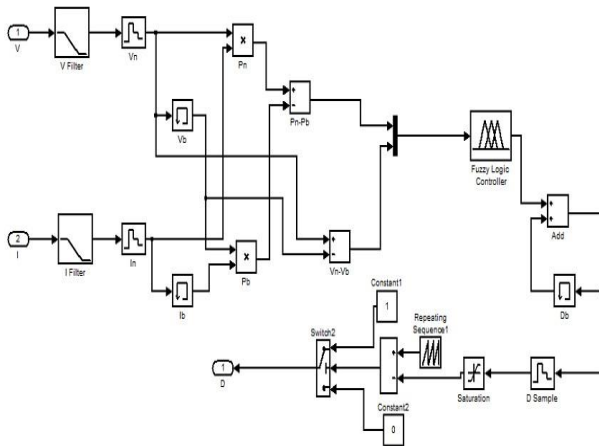 1
V
V Filter
Vn
×
Pn
+
−
Pn-Pb
Vb
Fuzzy Logic
Controller
2
I
I Filter
In
Ib
×
Pb
+
−
Vn-Vb
+
+
Add
Db
Constant1
1
Repeating
Sequence1
Switch2
1
D
+
−
Saturation
D Sample
Constant2
0